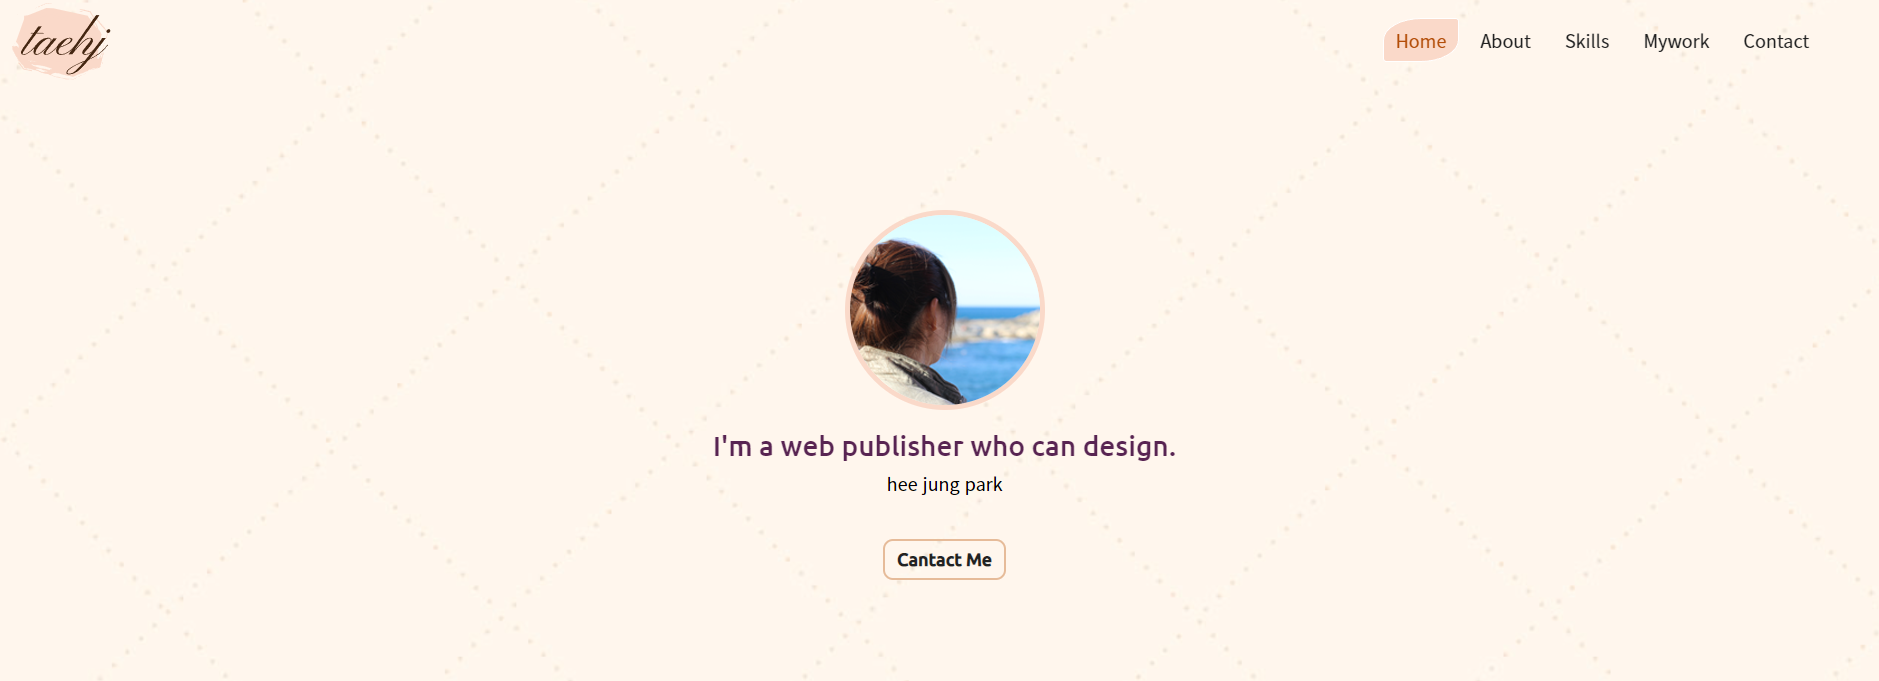 taehj
Home About Skills Mywork Contact
I'm a web publisher who can design.
hee jung park
Cantact Me